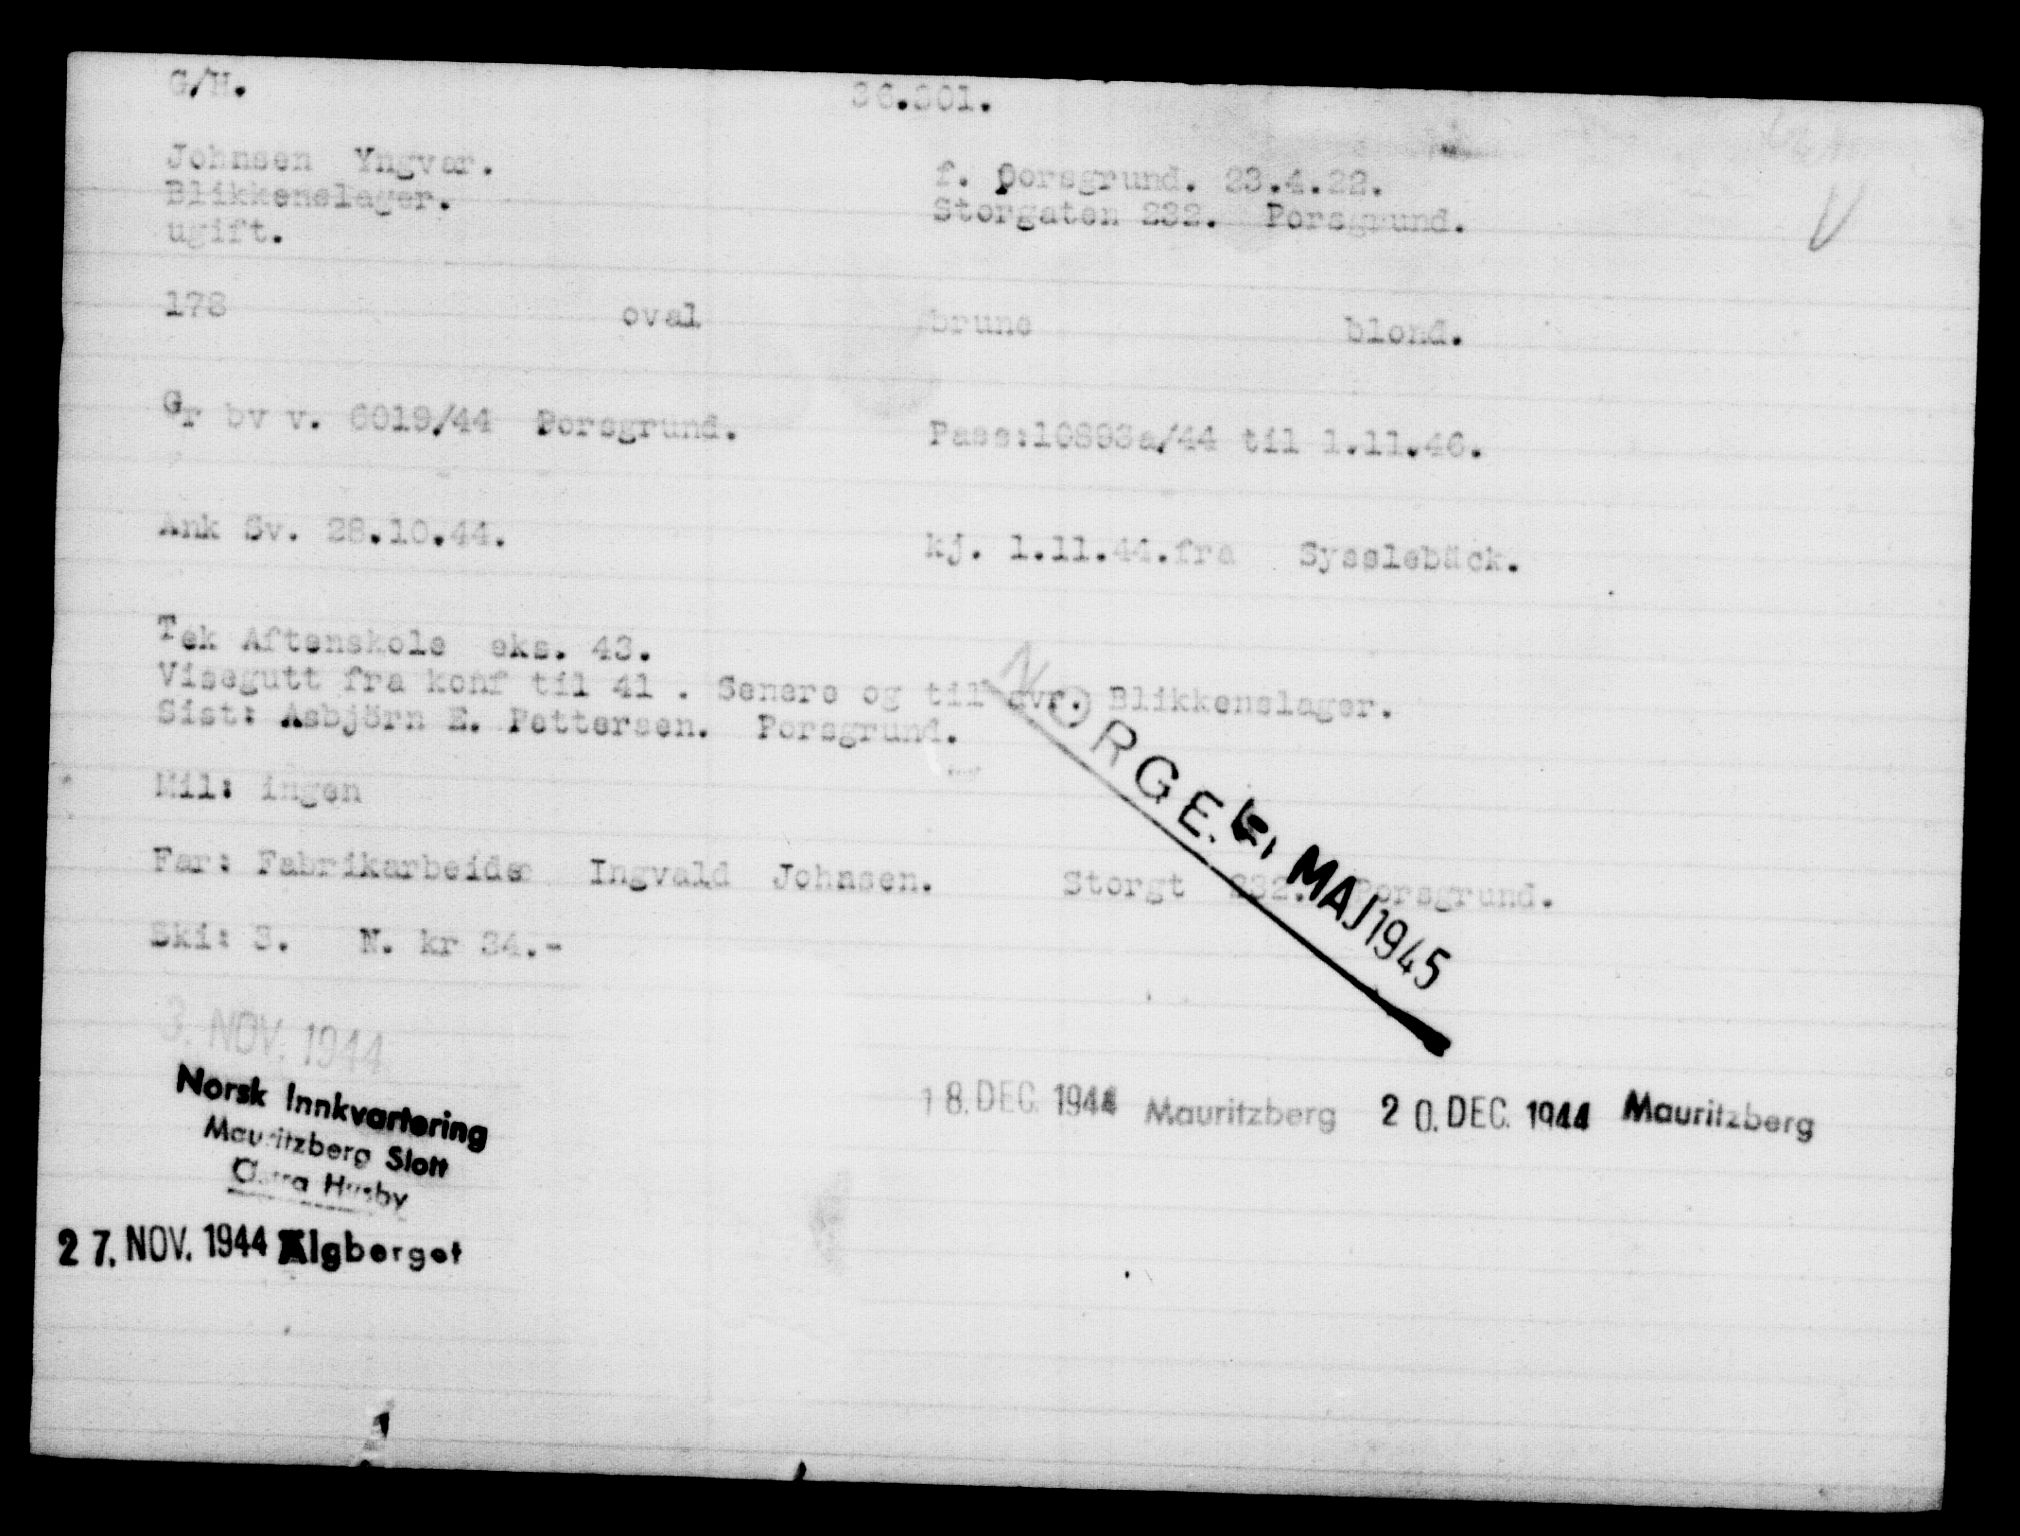 G/H. 36.301.
Johnsen Yngvar. f. Porsgrund. 23.4.22.
Blikkenslager. Storgaten 232. Porsgrund.
ugift.
178 oval brune blond.
Gr bv v. 6019/44 Porsgrund. Pass:10893a/44 til 1.11.46.
Ank Sv. 28.10.44. kj. 1.11.44.fra Sysslebäck.
Tek Aftenskole eks. 43.
Visegutt fra konf til 41 . Senere og til avr. Blikkenslager.
Sist: Asbjörn E. Pettersen. Porsgrund.
Mil: ingen
Far: Fabrikarbeider Ingvald Johnsen. Storgt 232. Porsgrund.
Ski: 3. N. kr 34.-
NORGE. MAJ 1945
3. NOV. 1944
Norsk Innkvartering
Mauritzberg Slott
Östra Husby
18. DEC. 1944 Mauritzberg 20. DEC. 1944 Mauritzberg
27. NOV. 1944 Älgberget